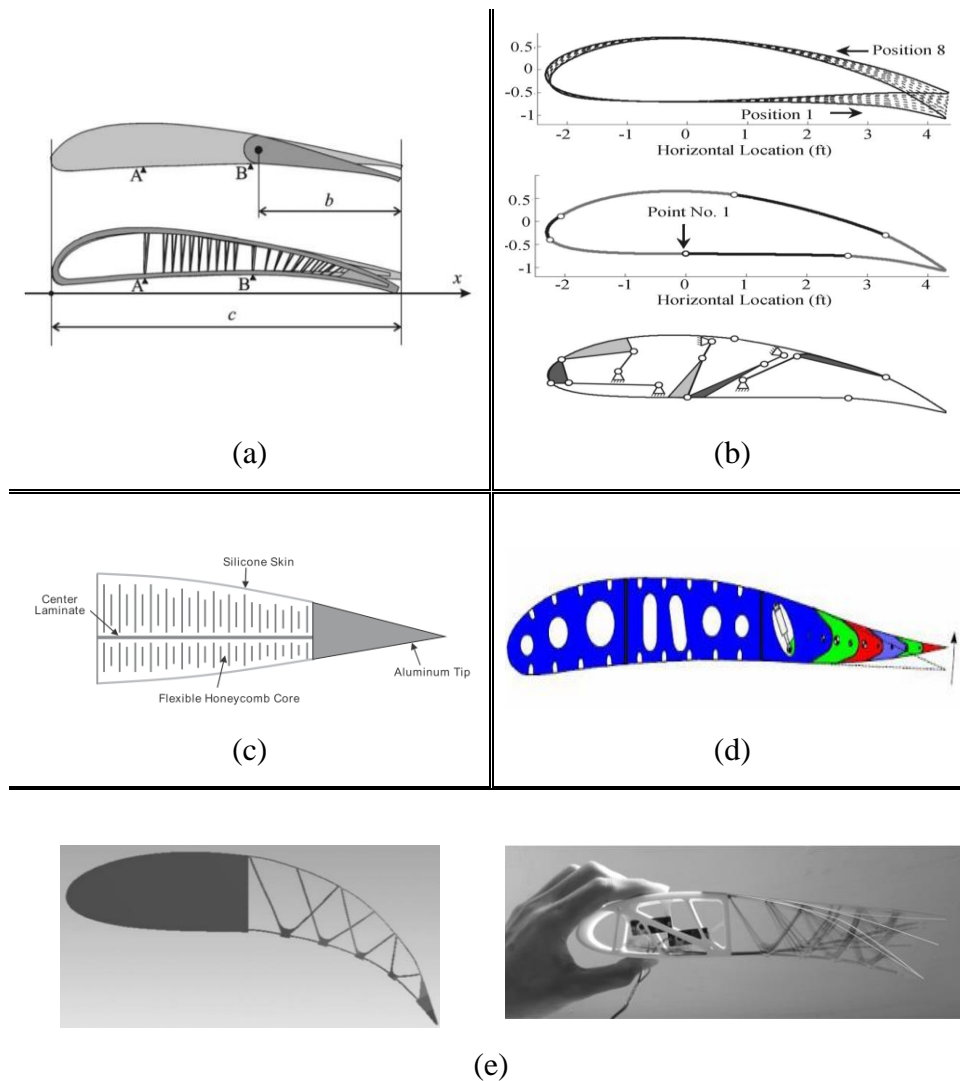 A
B
b
A
B
x
c
(a)
0.5
0
-0.5
-1
Position 8
Position 1
-2 -1 0 1 2 3 4
Horizontal Location (ft)
0.5
0
-0.5
-1
Point No. 1
-2 -1 0 1 2 3 4
Horizontal Location (ft)
(b)
Silicone Skin
Center
Laminate
Aluminum Tip
Flexible Honeycomb Core
(c)
(d)
(e)